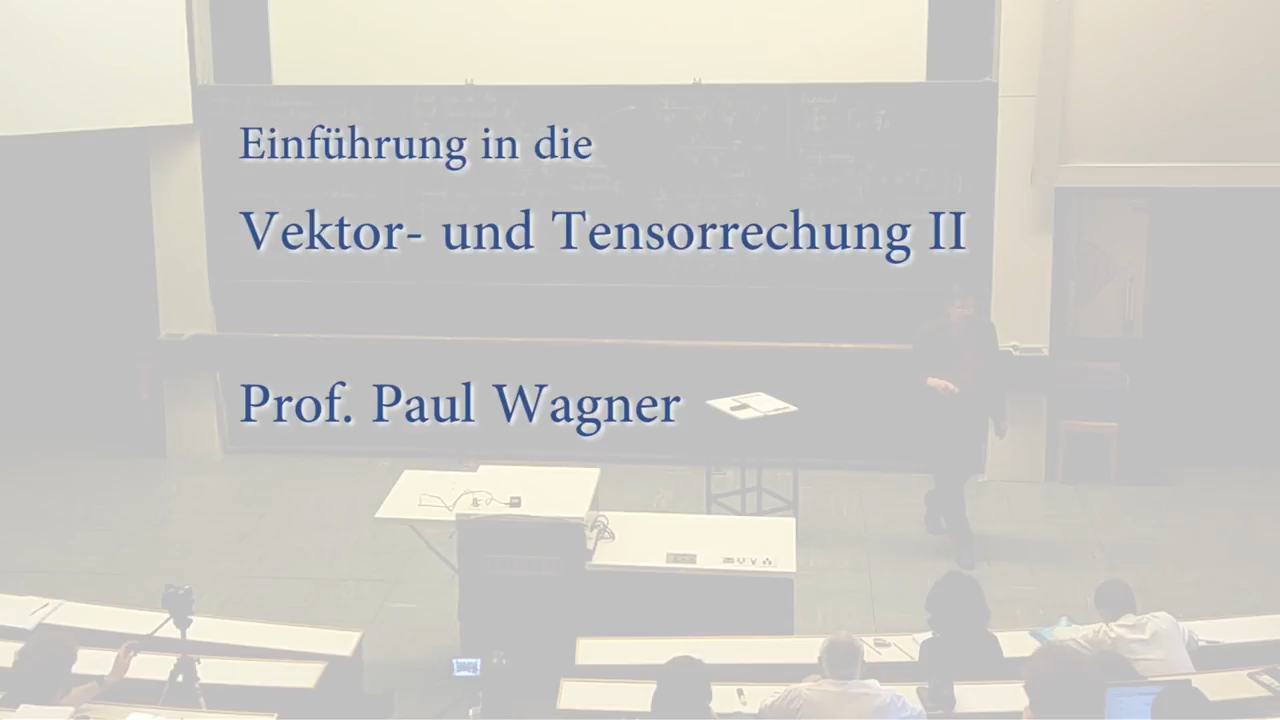 Einführung in die
Vektor- und Tensorrechung II
Prof. Paul Wagner